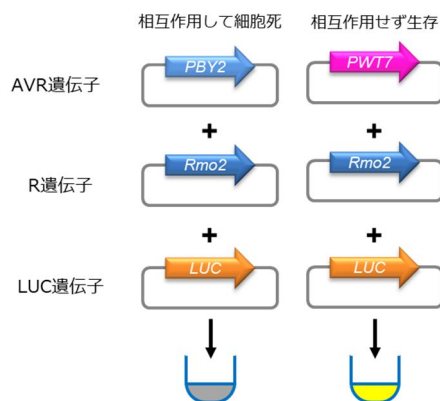 相互作用して細胞死
相互作用せず生存
AVR遺伝子
PBY2
PWT7
+
+
R遺伝子
Rmo2
Rmo2
+
+
LUC遺伝子
LUC
LUC